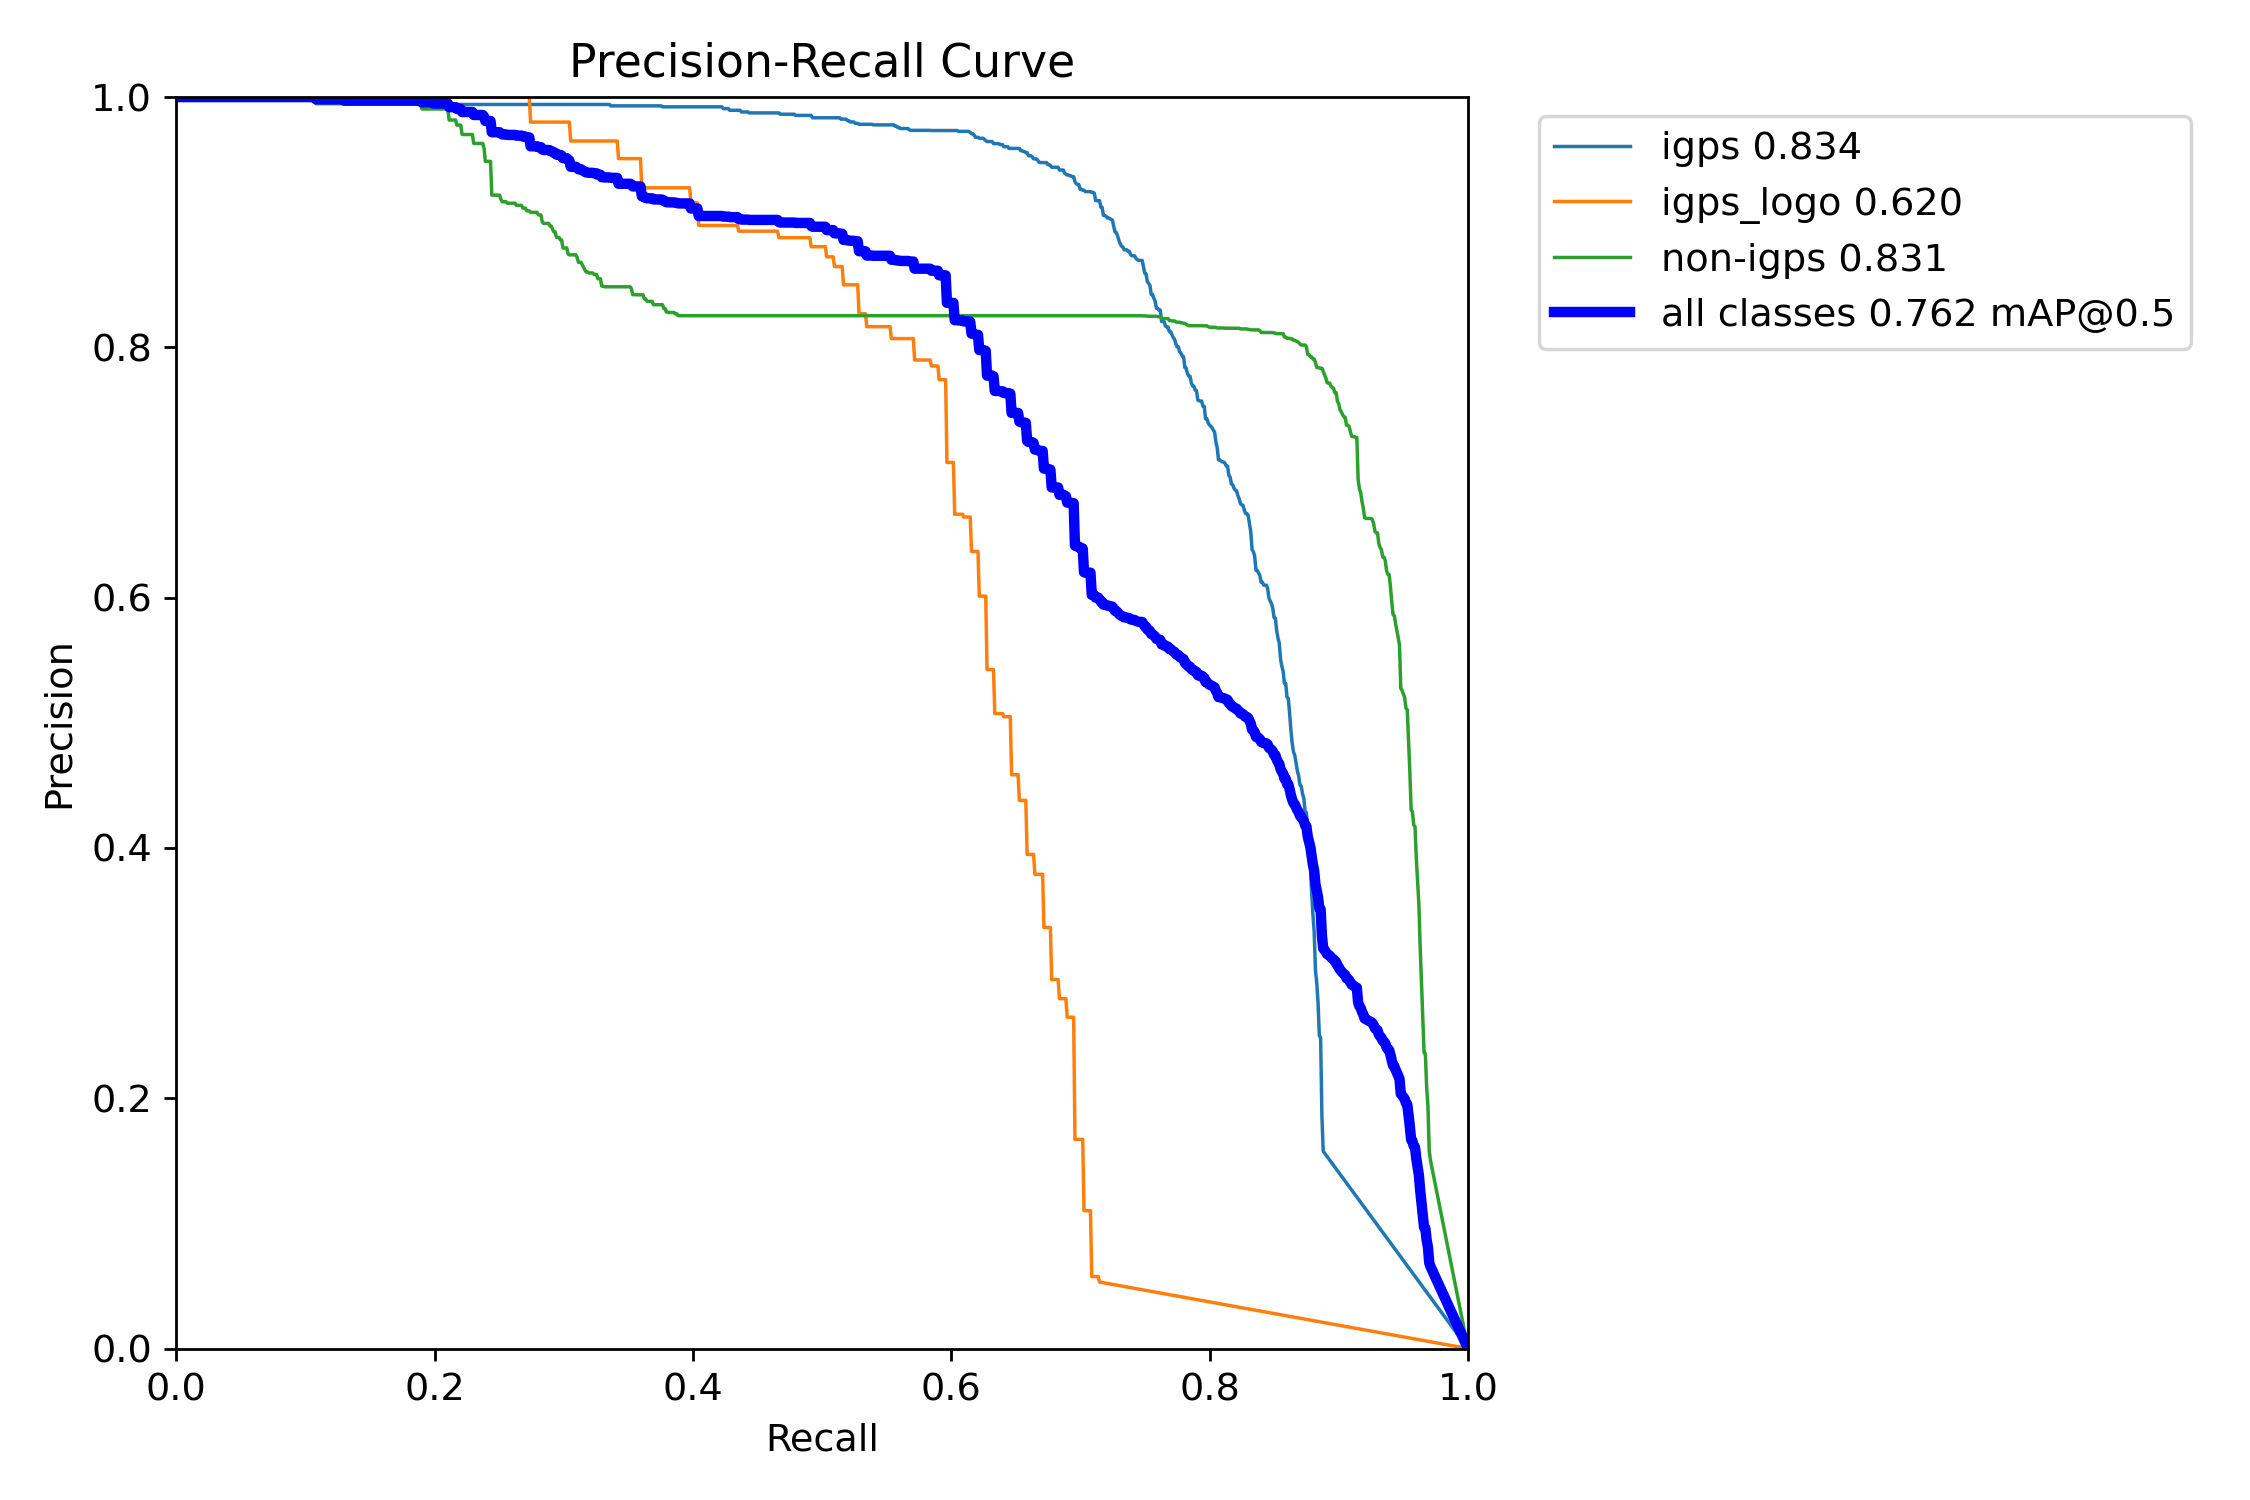 Precision-Recall Curve
1.0
0.8
0.6
0.4
0.2
0.0
Precision
0.0 0.2 0.4 0.6 0.8 1.0
Recall
igps 0.834
igps_logo 0.620
non-igps 0.831
all classes 0.762 mAP@0.5